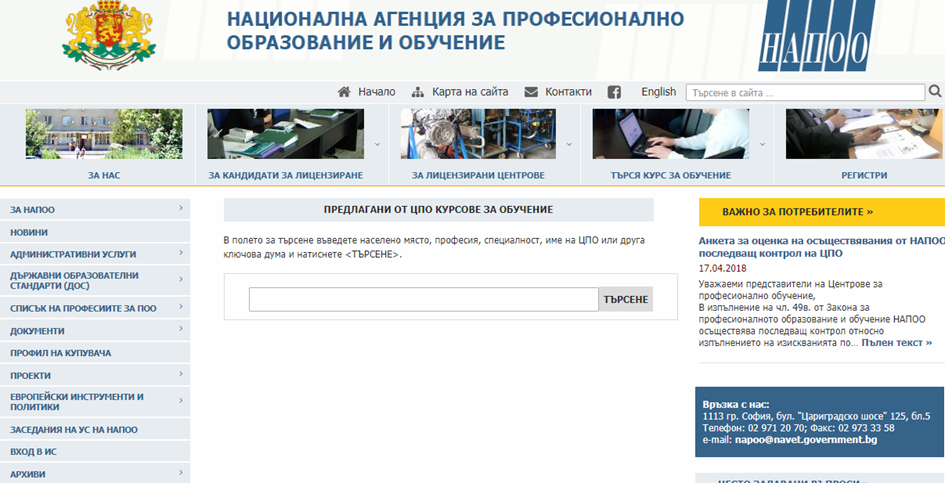 НАЦИОНАЛНА АГЕНЦИЯ ЗА ПРОФЕСИОНАЛНО
ОБРАЗОВАНИЕ И ОБУЧЕНИЕ
НАПОО
Начало
Карта на сайта
Контакти
English
Търсене в сайта ...
ЗА НАС
ЗА КАНДИДАТИ ЗА ЛИЦЕНЗИРАНЕ
ЗА ЛИЦЕНЗИРАНИ ЦЕНТРОВЕ
ТЪРСЯ КУРС ЗА ОБУЧЕНИЕ
РЕГИСТРИ
ЗА НАПОО
НОВИНИ
АДМИНИСТРАТИВНИ УСЛУГИ
ДЪРЖАВНИ ОБРАЗОВАТЕЛНИ
СТАНДАРТИ (ДОС)
СПИСЪК НА ПРОФЕСИИТЕ ЗА ПОО
ДОКУМЕНТИ
ПРОФИЛ НА КУПУВАЧА
ПРОЕКТИ
ЕВРОПЕЙСКИ ИНСТРУМЕНТИ И
ПОЛИТИКИ
ЗАСЕДАНИЯ НА УС НА НАПОО
ВХОД В ИС
АРХИВИ
ПРЕДЛАГАНИ ОТ ЦПО КУРСОВЕ ЗА ОБУЧЕНИЕ
В полето за търсене въведете населено място, професия, специалност, име на ЦПО или друга
ключова дума и натиснете <ТЪРСЕНЕ>.
ТЪРСЕНЕ
ВАЖНО ЗА ПОТРЕБИТЕЛИТЕ »
Анкета за оценка на осъществявания от НАПОО
последващ контрол на ЦПО
17.04.2018
Уважаеми представители на Центрове за
професионално обучение,
В изпълнение на чл. 49в. от Закона за
професионалното образование и обучение НАПОО
осъществява последващ контрол относно
изпълнението на изискванията по... Пълен текст »
Връзка с нас:
1113 гр. София, бул. "Цариградско шосе" 125, бл.5
Телефон: 02 971 20 70; Факс: 02 973 33 58
e-mail: napoo@navet.government.bg
ЧЕСТО ЗАДАВАНИ ВЪПРОСИ »